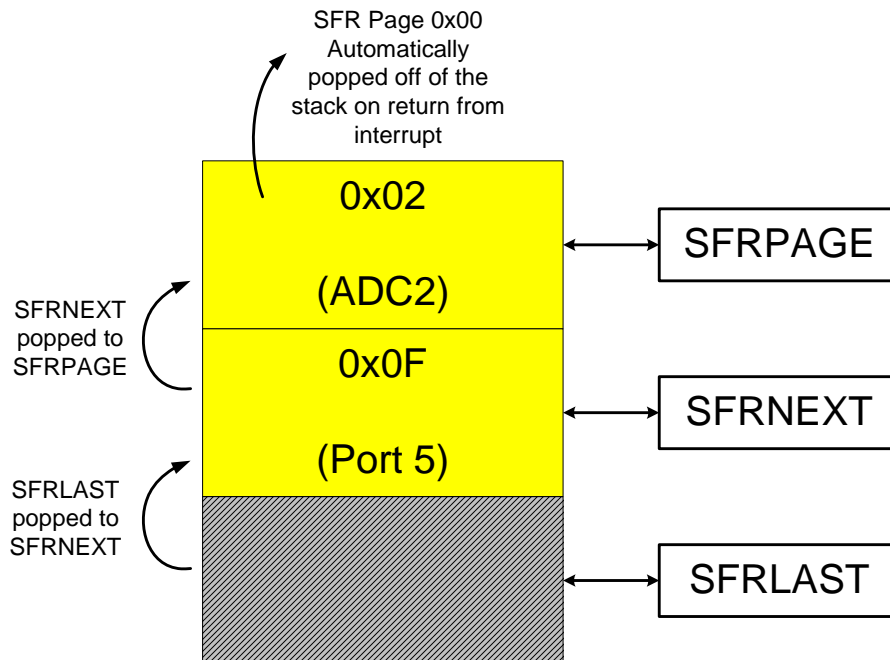 SFR Page 0x00
Automatically
popped off of the
stack on return from
interrupt
0x02
(ADC2)
SFRPAGE
SFRNEXT
popped to
SFRPAGE
0x0F
(Port 5)
SFRNEXT
SFRLAST
popped to
SFRNEXT
SFRLAST